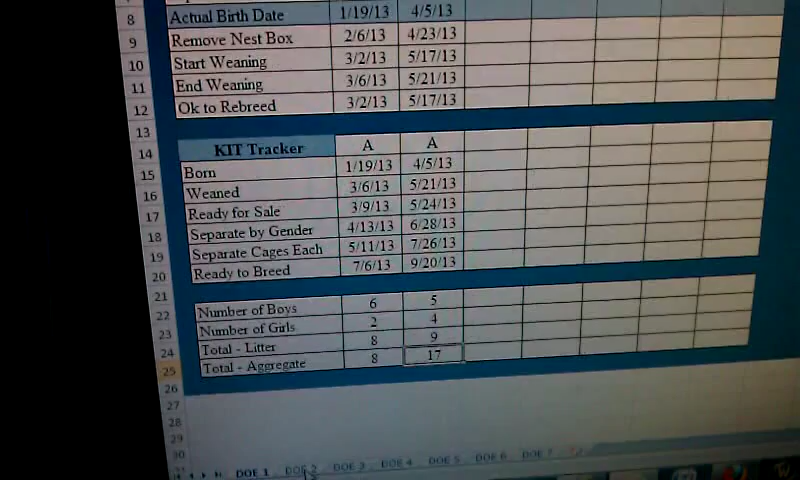 8 Actual Birth Date 1/19/13 4/5/13
9 Remove Nest Box 2/6/13 4/23/13
10 Start Weaning 3/2/13 5/17/13
11 End Weaning 3/6/13 5/21/13
12 Ok to Rebreed 3/2/13 5/17/13
13
14 KIT Tracker A A
15 Born 1/19/13 4/5/13
16 Weaned 3/6/13 5/21/13
17 Ready for Sale 3/9/13 5/24/13
18 Separate by Gender 4/13/13 6/28/13
19 Separate Cages Each 5/11/13 7/26/13
20 Ready to Breed 7/6/13 9/20/13
21
22 Number of Boys 6 5
23 Number of Girls 2 4
24 Total - Litter 8 9
25 Total - Aggregate 8 17
26
27
28
29
30
DOE 1 DOE 2 DOE 3 DOE 4 DOE 5 DOE 6 DOE 7